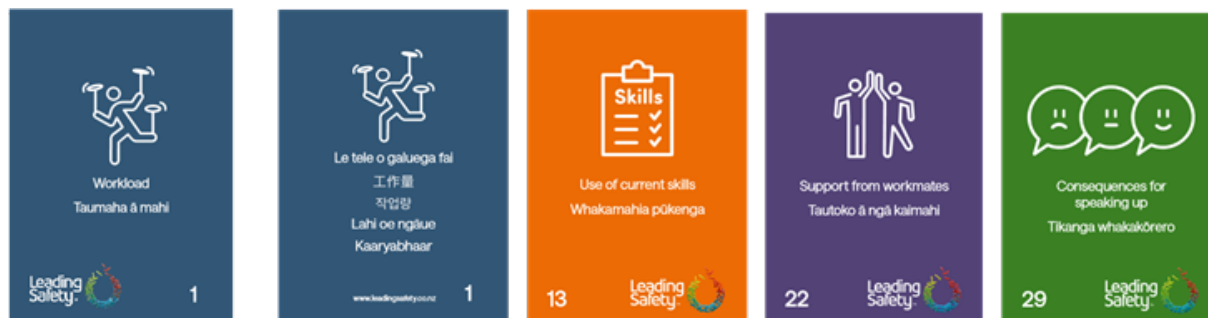 Workload
Taumaha ā mahi
Leading
Safety
1
Le tele o galuega fai
工作量
작업량
Lahi oe ngāue
Kaaryabhaar
www.leadingsafety.co.nz
1
Skills
Use of current skills
Whakamahia pūkenga
13
Leading
Safety
Support from workmates
Tautoko ā ngā kaimahi
22
Leading
Safety
Consequences for
speaking up
Tikanga whakakōrero
29
Leading
Safety